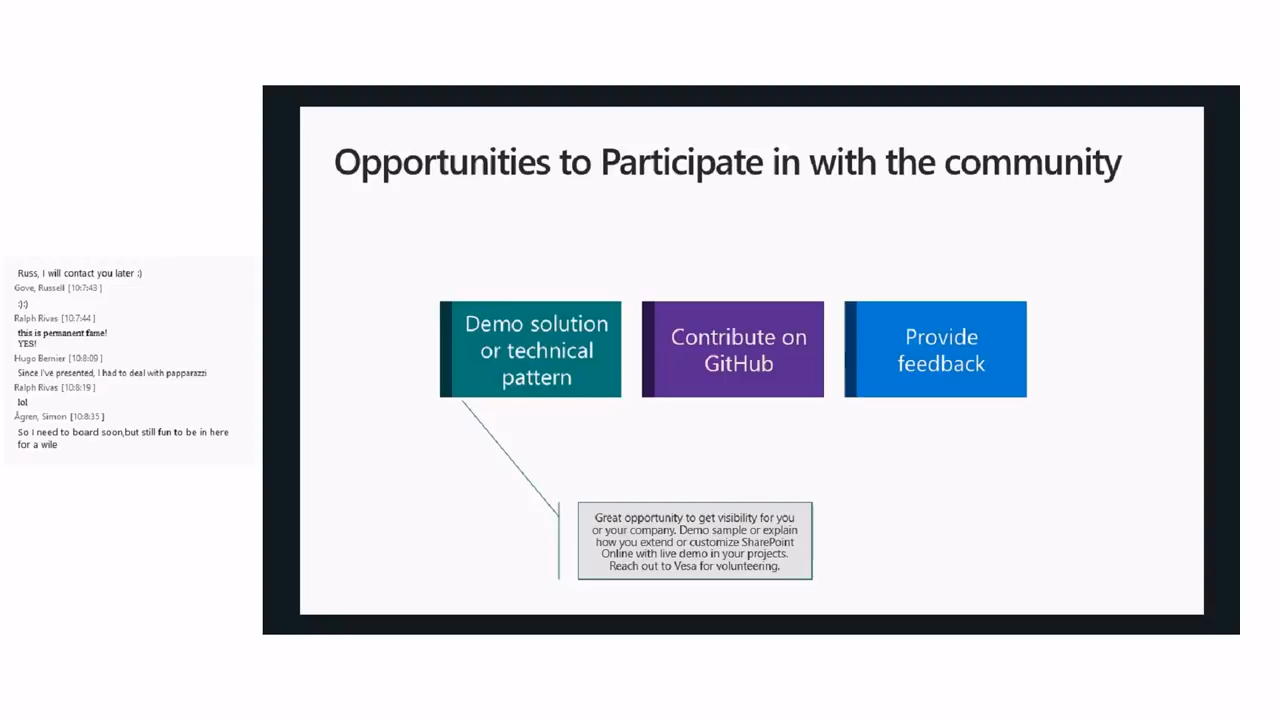 Opportunities to Participate in with the community
Russ, I will contact you later :)
Gove, Russell [10:7:43 ]
:):)
Ralph Rivas [10:7:44 ]
this is permanent fame!
YES!
Hugo Bernier [10:8:09 ]
Since I've presented, I had to deal with papparazzi
Ralph Rivas [10:8:19 ]
lol
Ågren, Simon [10:8:35 ]
So I need to board soon,but still fun to be in here
for a wile
Demo solution
or technical
pattern
Contribute on
GitHub
Provide
feedback
Great opportunity to get visibility for you
or your company. Demo sample or explain
how you extend or customize SharePoint
Online with live demo in your projects.
Reach out to Vesa for volunteering.